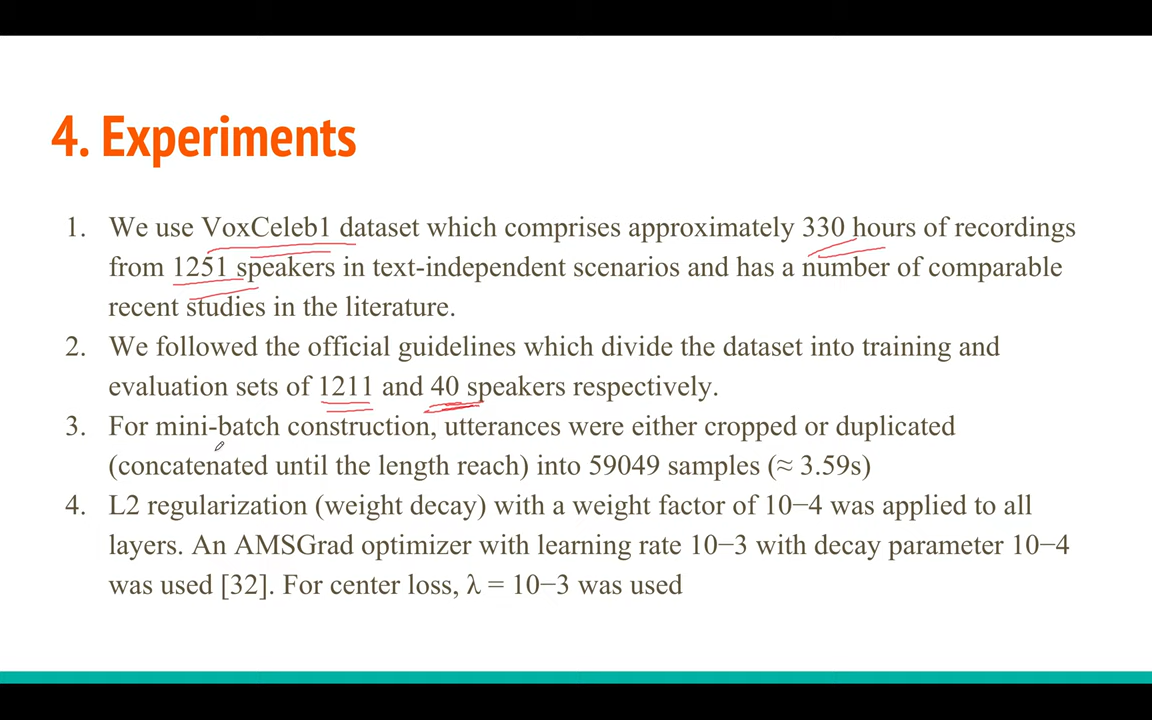 4. Experiments
1. We use VoxCeleb1 dataset which comprises approximately 330 hours of recordings
from 1251 speakers in text-independent scenarios and has a number of comparable
recent studies in the literature.
2. We followed the official guidelines which divide the dataset into training and
evaluation sets of 1211 and 40 speakers respectively.
3. For mini-batch construction, utterances were either cropped or duplicated
(concatenated until the length reach) into 59049 samples (≈ 3.59s)
4. L2 regularization (weight decay) with a weight factor of 10−4 was applied to all
layers. An AMSGrad optimizer with learning rate 10−3 with decay parameter 10−4
was used [32]. For center loss, λ = 10−3 was used